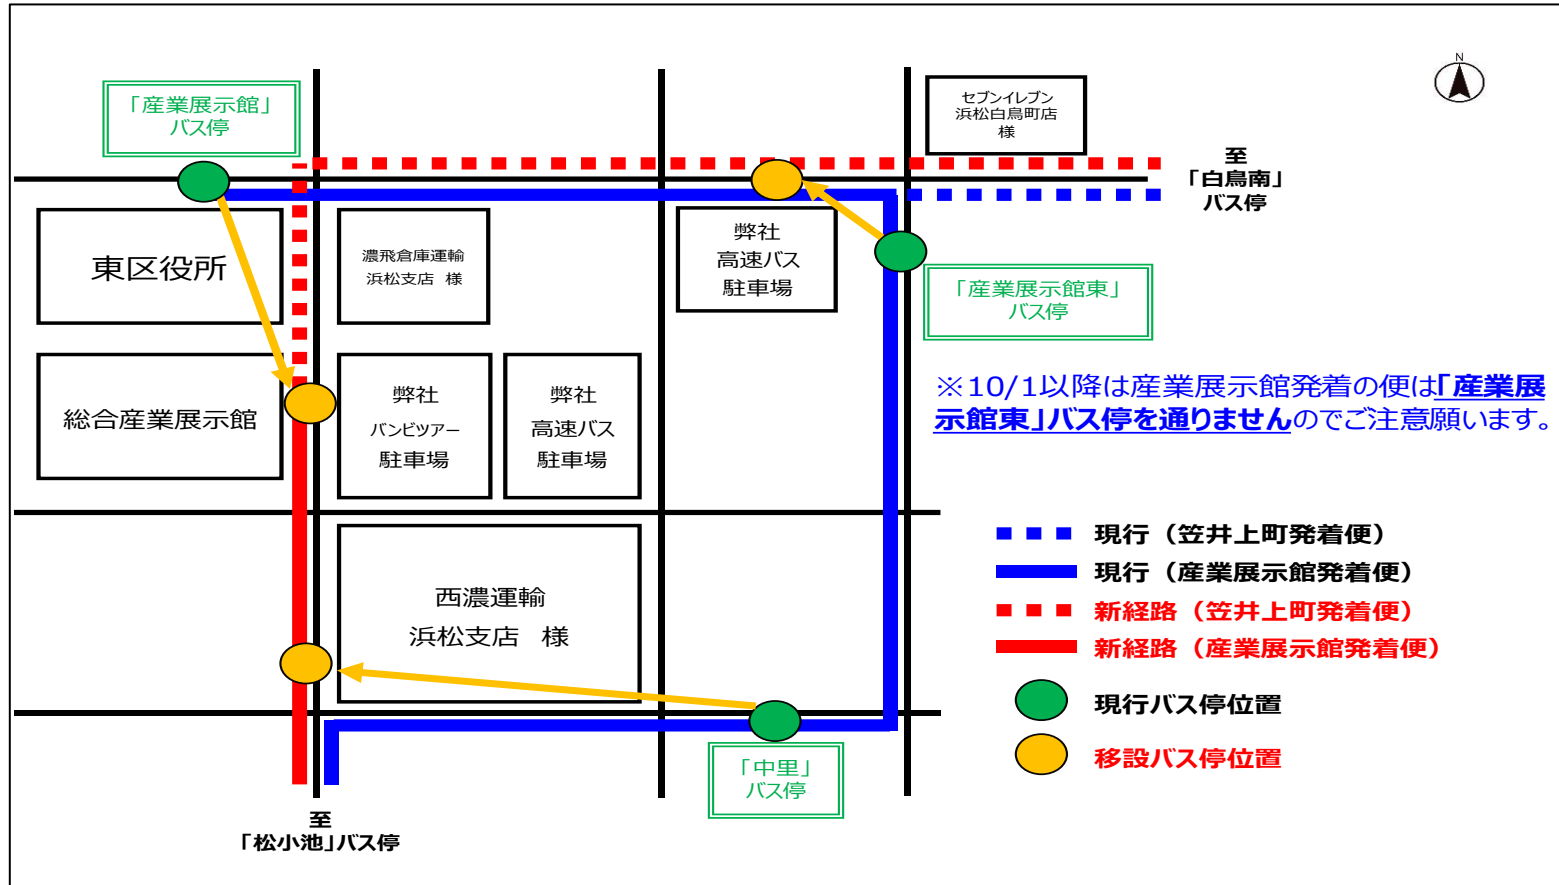 N
「産業展示館」
バス停
セブンイレブン
浜松白鳥町店
様
至
「白鳥南」
バス停
東区役所
濃飛倉庫運輸
浜松支店 様
弊社
高速バス
駐車場
「産業展示館東」
バス停
総合産業展示館
弊社
バンビツアー
駐車場
弊社
高速バス
駐車場
※10/1以降は産業展示館発着の便は「産業展
示館東」バス停を通りませんのでご注意願います。
西濃運輸
浜松支店 様
現行（笠井上町発着便）
現行（産業展示館発着便）
新経路（笠井上町発着便）
新経路（産業展示館発着便）
現行バス停位置
移設バス停位置
「中里」
バス停
至
「松小池」バス停